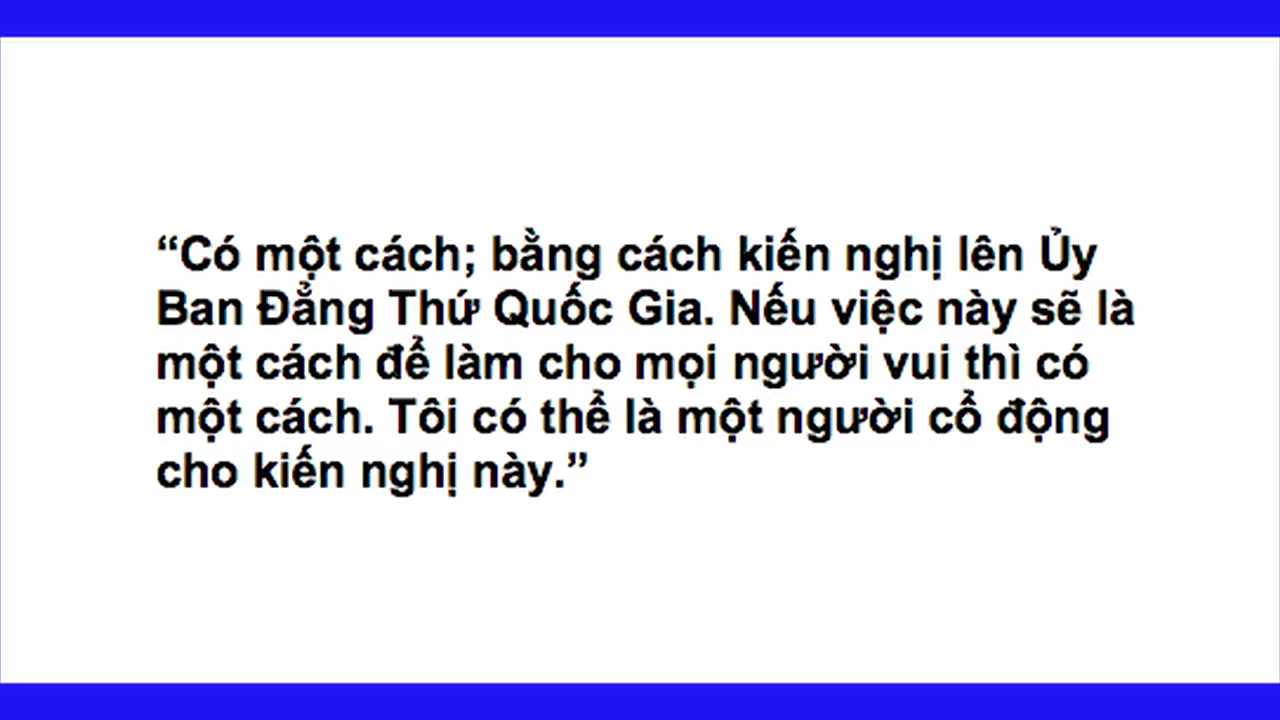 “Có một cách; bằng cách kiến nghị lên Ủy
Ban Đẳng Thứ Quốc Gia. Nếu việc này sẽ là
một cách để làm cho mọi người vui thì có
một cách. Tôi có thể là một người cổ động
cho kiến nghị này.”